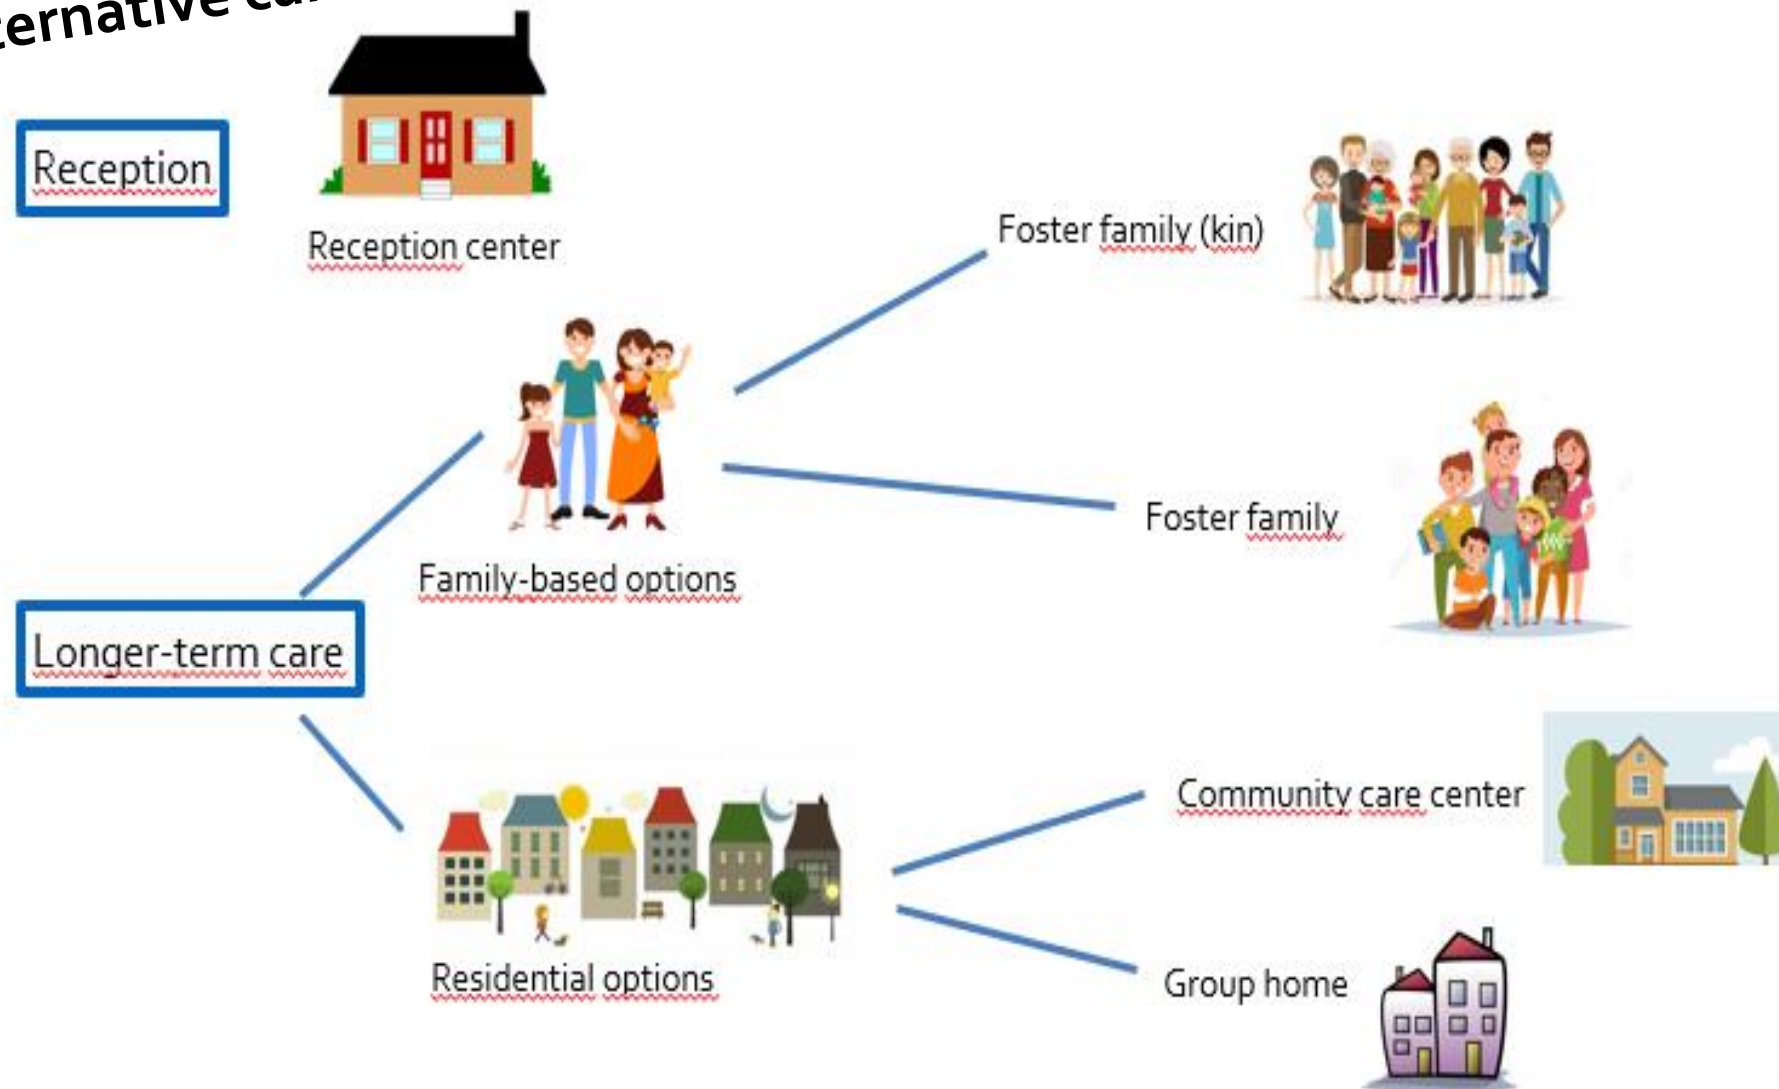 Reception
Reception center
Foster family (kin)
Foster family
Family-based options
Longer-term care
Community care center
Residential options
Group home